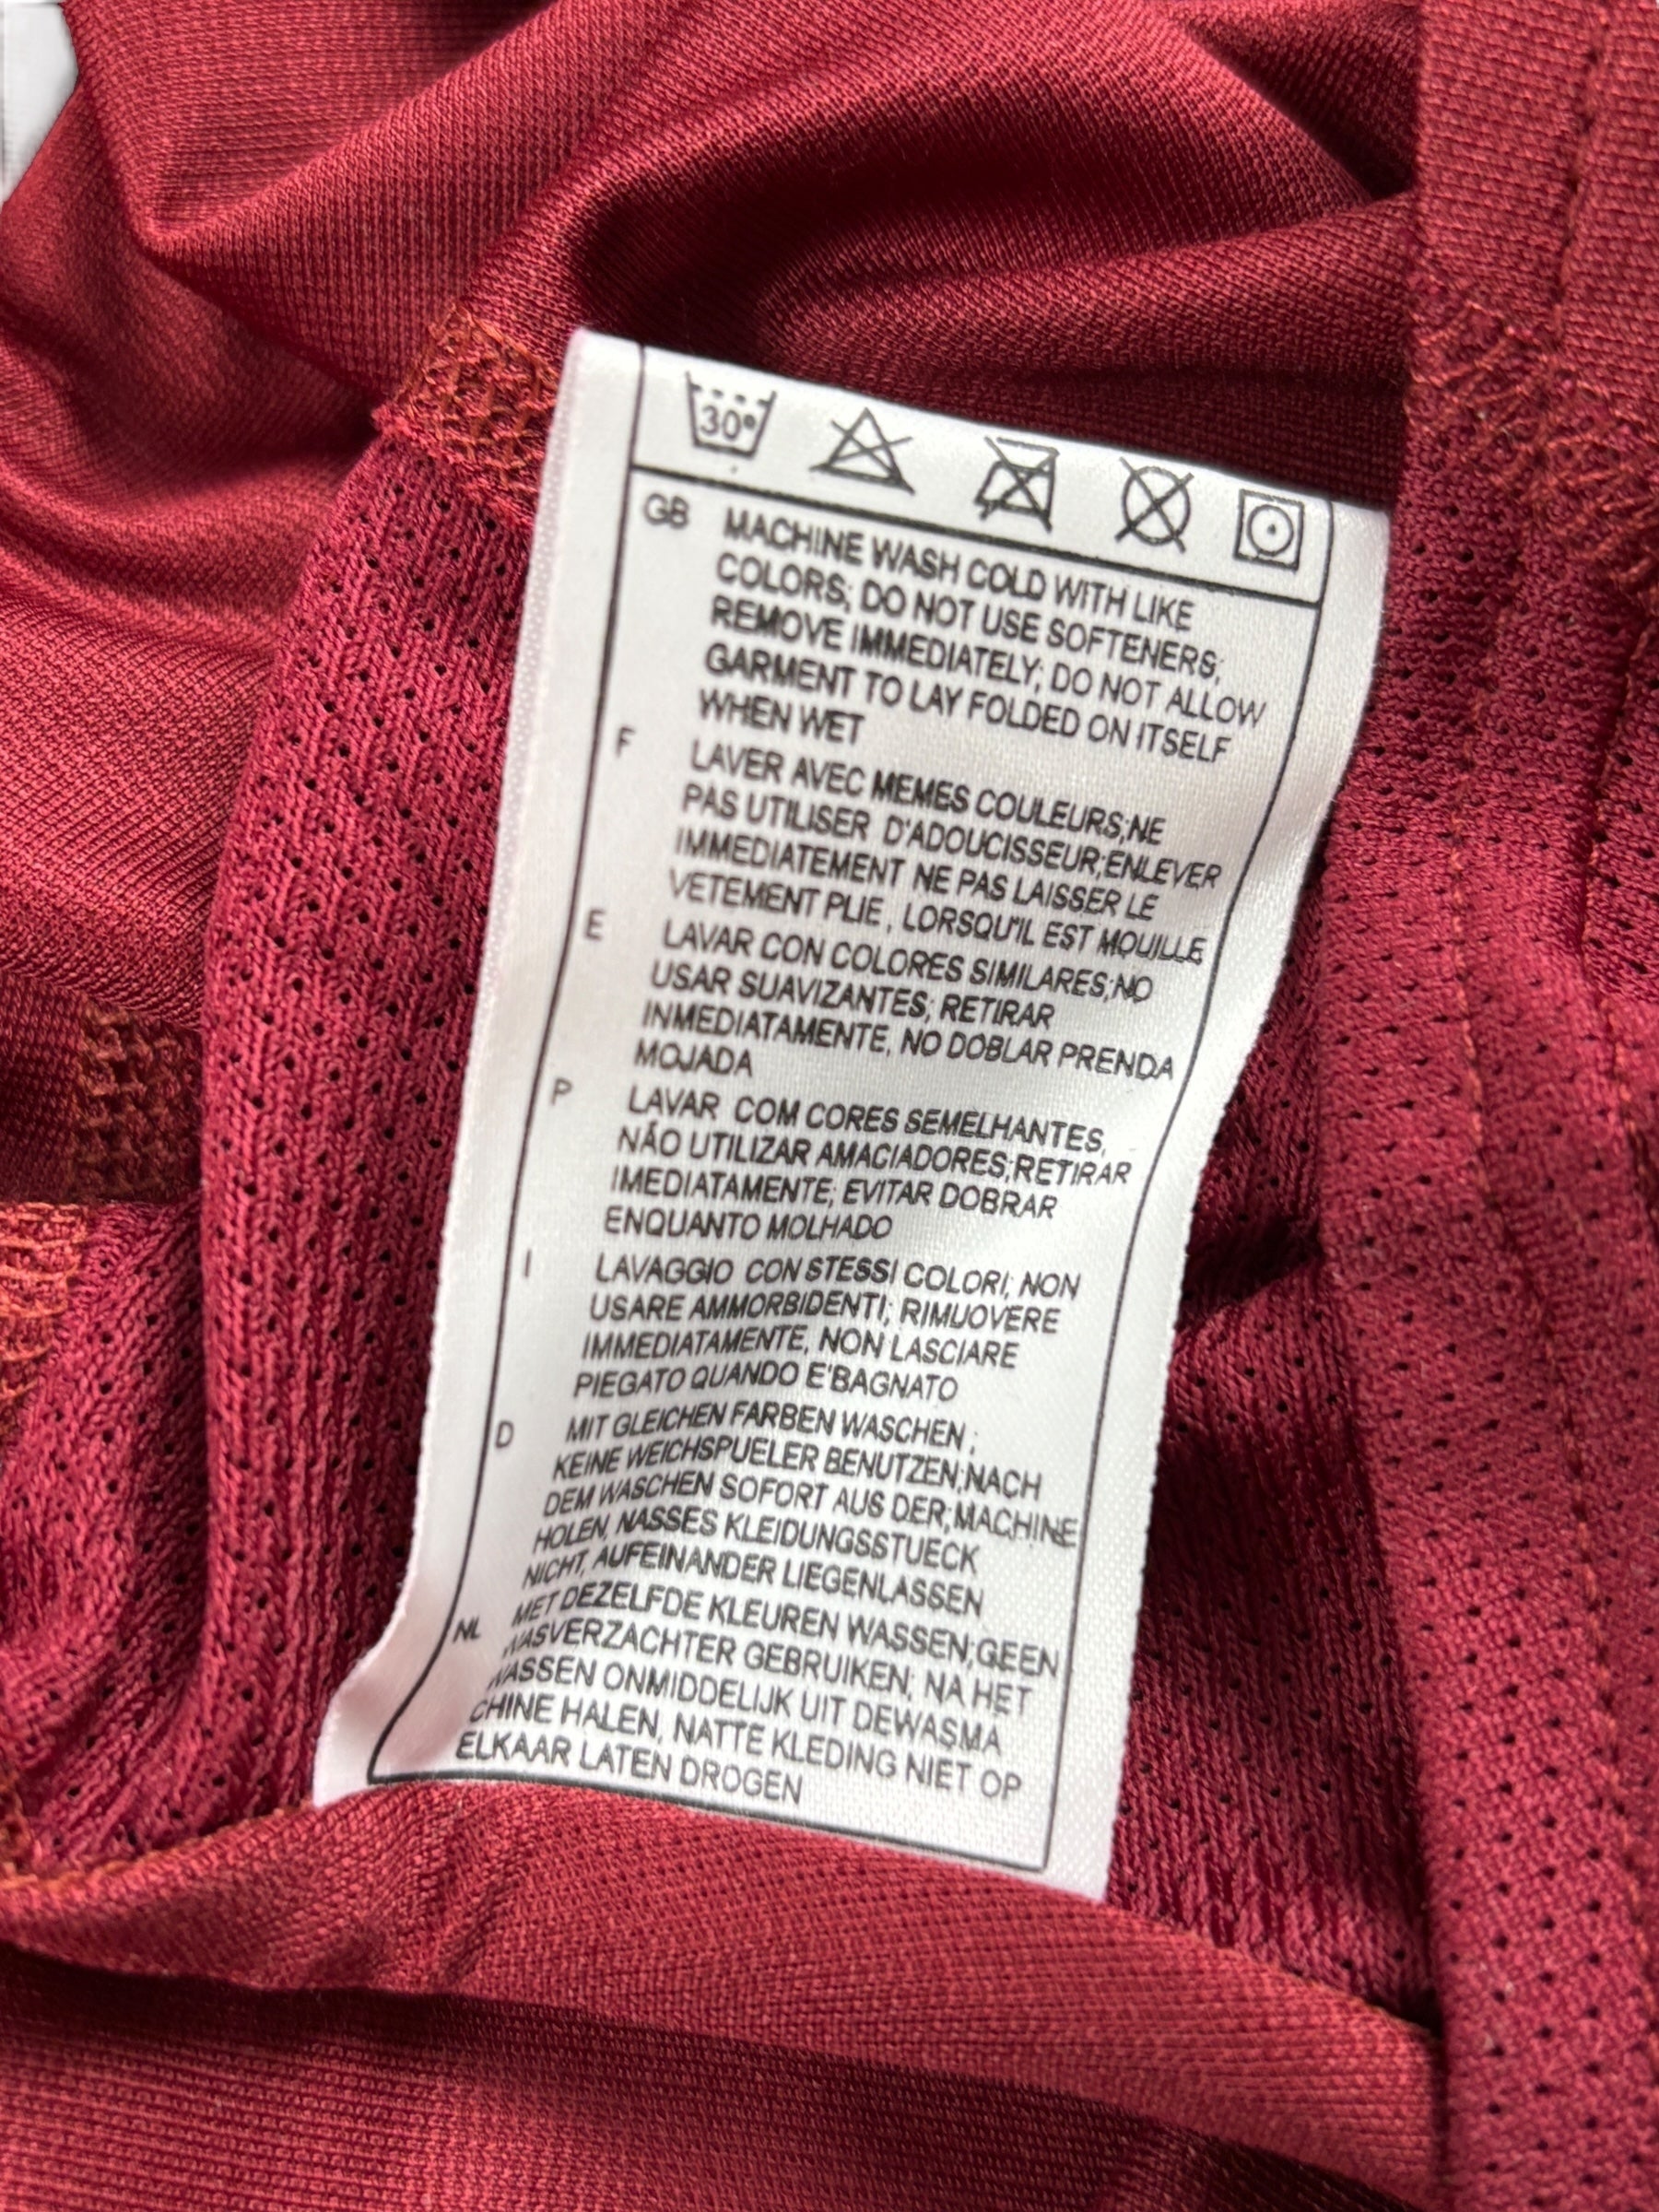 30°
GB MACHINE WASH COLD WITH LIKE
COLORS; DO NOT USE SOFTENERS;
REMOVE IMMEDIATELY; DO NOT ALLOW
GARMENT TO LAY FOLDED ON ITSELF
WHEN WET
F LAVER AVEC MEMES COULEURS;NE
PAS UTILISER D'ADOUCISSEUR;ENLEVER
IMMEDIATEMENT NE PAS LAISSER LE
VETEMENT PLIE, LORSQU'IL EST MOUILLE
E LAVAR CON COLORES SIMILARES;NO
USAR SUAVIZANTES; RETIRAR
INMEDIATAMENTE, NO DOBLAR PRENDA
MOJADA
P LAVAR COM CORES SEMELHANTES,
NÃO UTILIZAR AMACIADORES;RETIRAR
IMEDIATAMENTE; EVITAR DOBRAR
ENQUANTO MOLHADO
I LAVAGGIO CON STESSI COLORI; NON
USARE AMMORBIDENTI; RIMUOVERE
IMMEDIATAMENTE, NON LASCIARE
PIEGATO QUANDO E'BAGNATO
D MIT GLEICHEN FARBEN WASCHEN;
KEINE WEICHSPUELER BENUTZEN;NACH
DEM WASCHEN SOFORT AUS DER;MACHINE
HOLEN, NASSES KLEIDUNGSSTUECK
NICHT, AUFEINANDER LIEGENLASSEN
NL MET DEZELFDE KLEUREN WASSEN;GEEN
WASVERZACHTER GEBRUIKEN; NA HET
WASSEN ONMIDDELIJK UIT DEWASMA
CHINE HALEN, NATTE KLEDING NIET OP
ELKAAR LATEN DROGEN